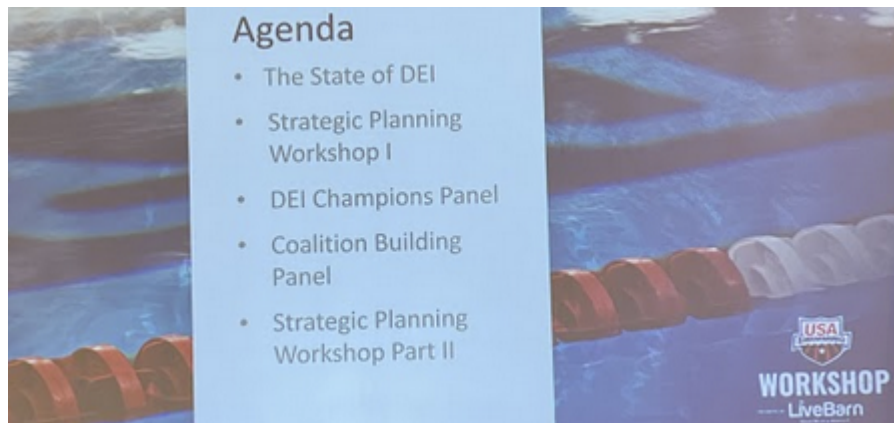 Agenda
• The State of DEI
• Strategic Planning
Workshop I
• DEI Champions Panel
• Coalition Building
Panel
• Strategic Planning
Workshop Part II
USA
WORKSHOP
LiveBarn